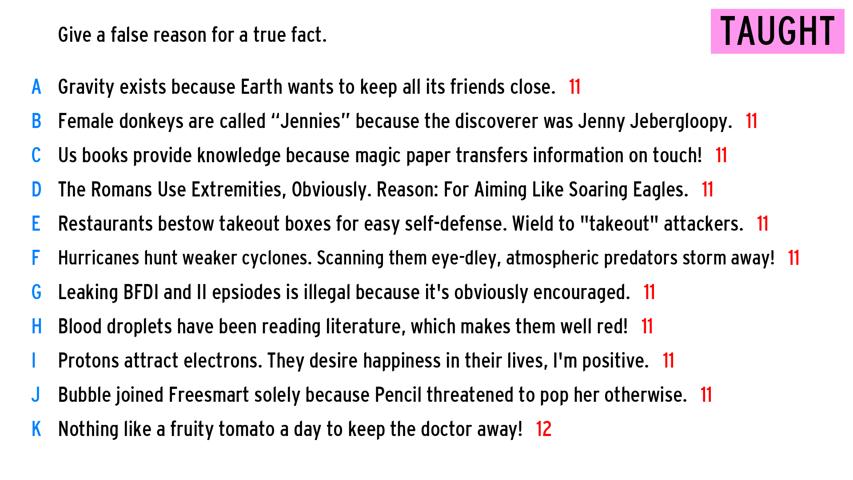 Give a false reason for a true fact.
TAUGHT
A Gravity exists because Earth wants to keep all its friends close. 11
B Female donkeys are called “Jennies” because the discoverer was Jenny Jebergloopy. 11
C Us books provide knowledge because magic paper transfers information on touch! 11
D The Romans Use Extremities, Obviously. Reason: For Aiming Like Soaring Eagles. 11
E Restaurants bestow takeout boxes for easy self-defense. Wield to "takeout" attackers. 11
F Hurricanes hunt weaker cyclones. Scanning them eye-dley, atmospheric predators storm away! 11
G Leaking BFDI and II epsiodes is illegal because it's obviously encouraged. 11
H Blood droplets have been reading literature, which makes them well red! 11
I Protons attract electrons. They desire happiness in their lives, I'm positive. 11
J Bubble joined Freesmart solely because Pencil threatened to pop her otherwise. 11
K Nothing like a fruity tomato a day to keep the doctor away! 12